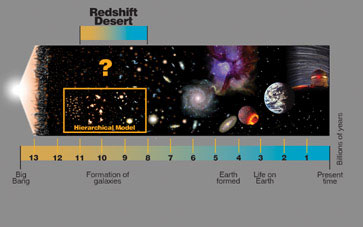 Redshift
Desert
?
Hierarchical Model
13 12 11 10 9 8 7 6 5 4 3 2 1
Billions of years
Big
Bang
Formation of
galaxies
Earth
formed
Life on
Earth
Present
time